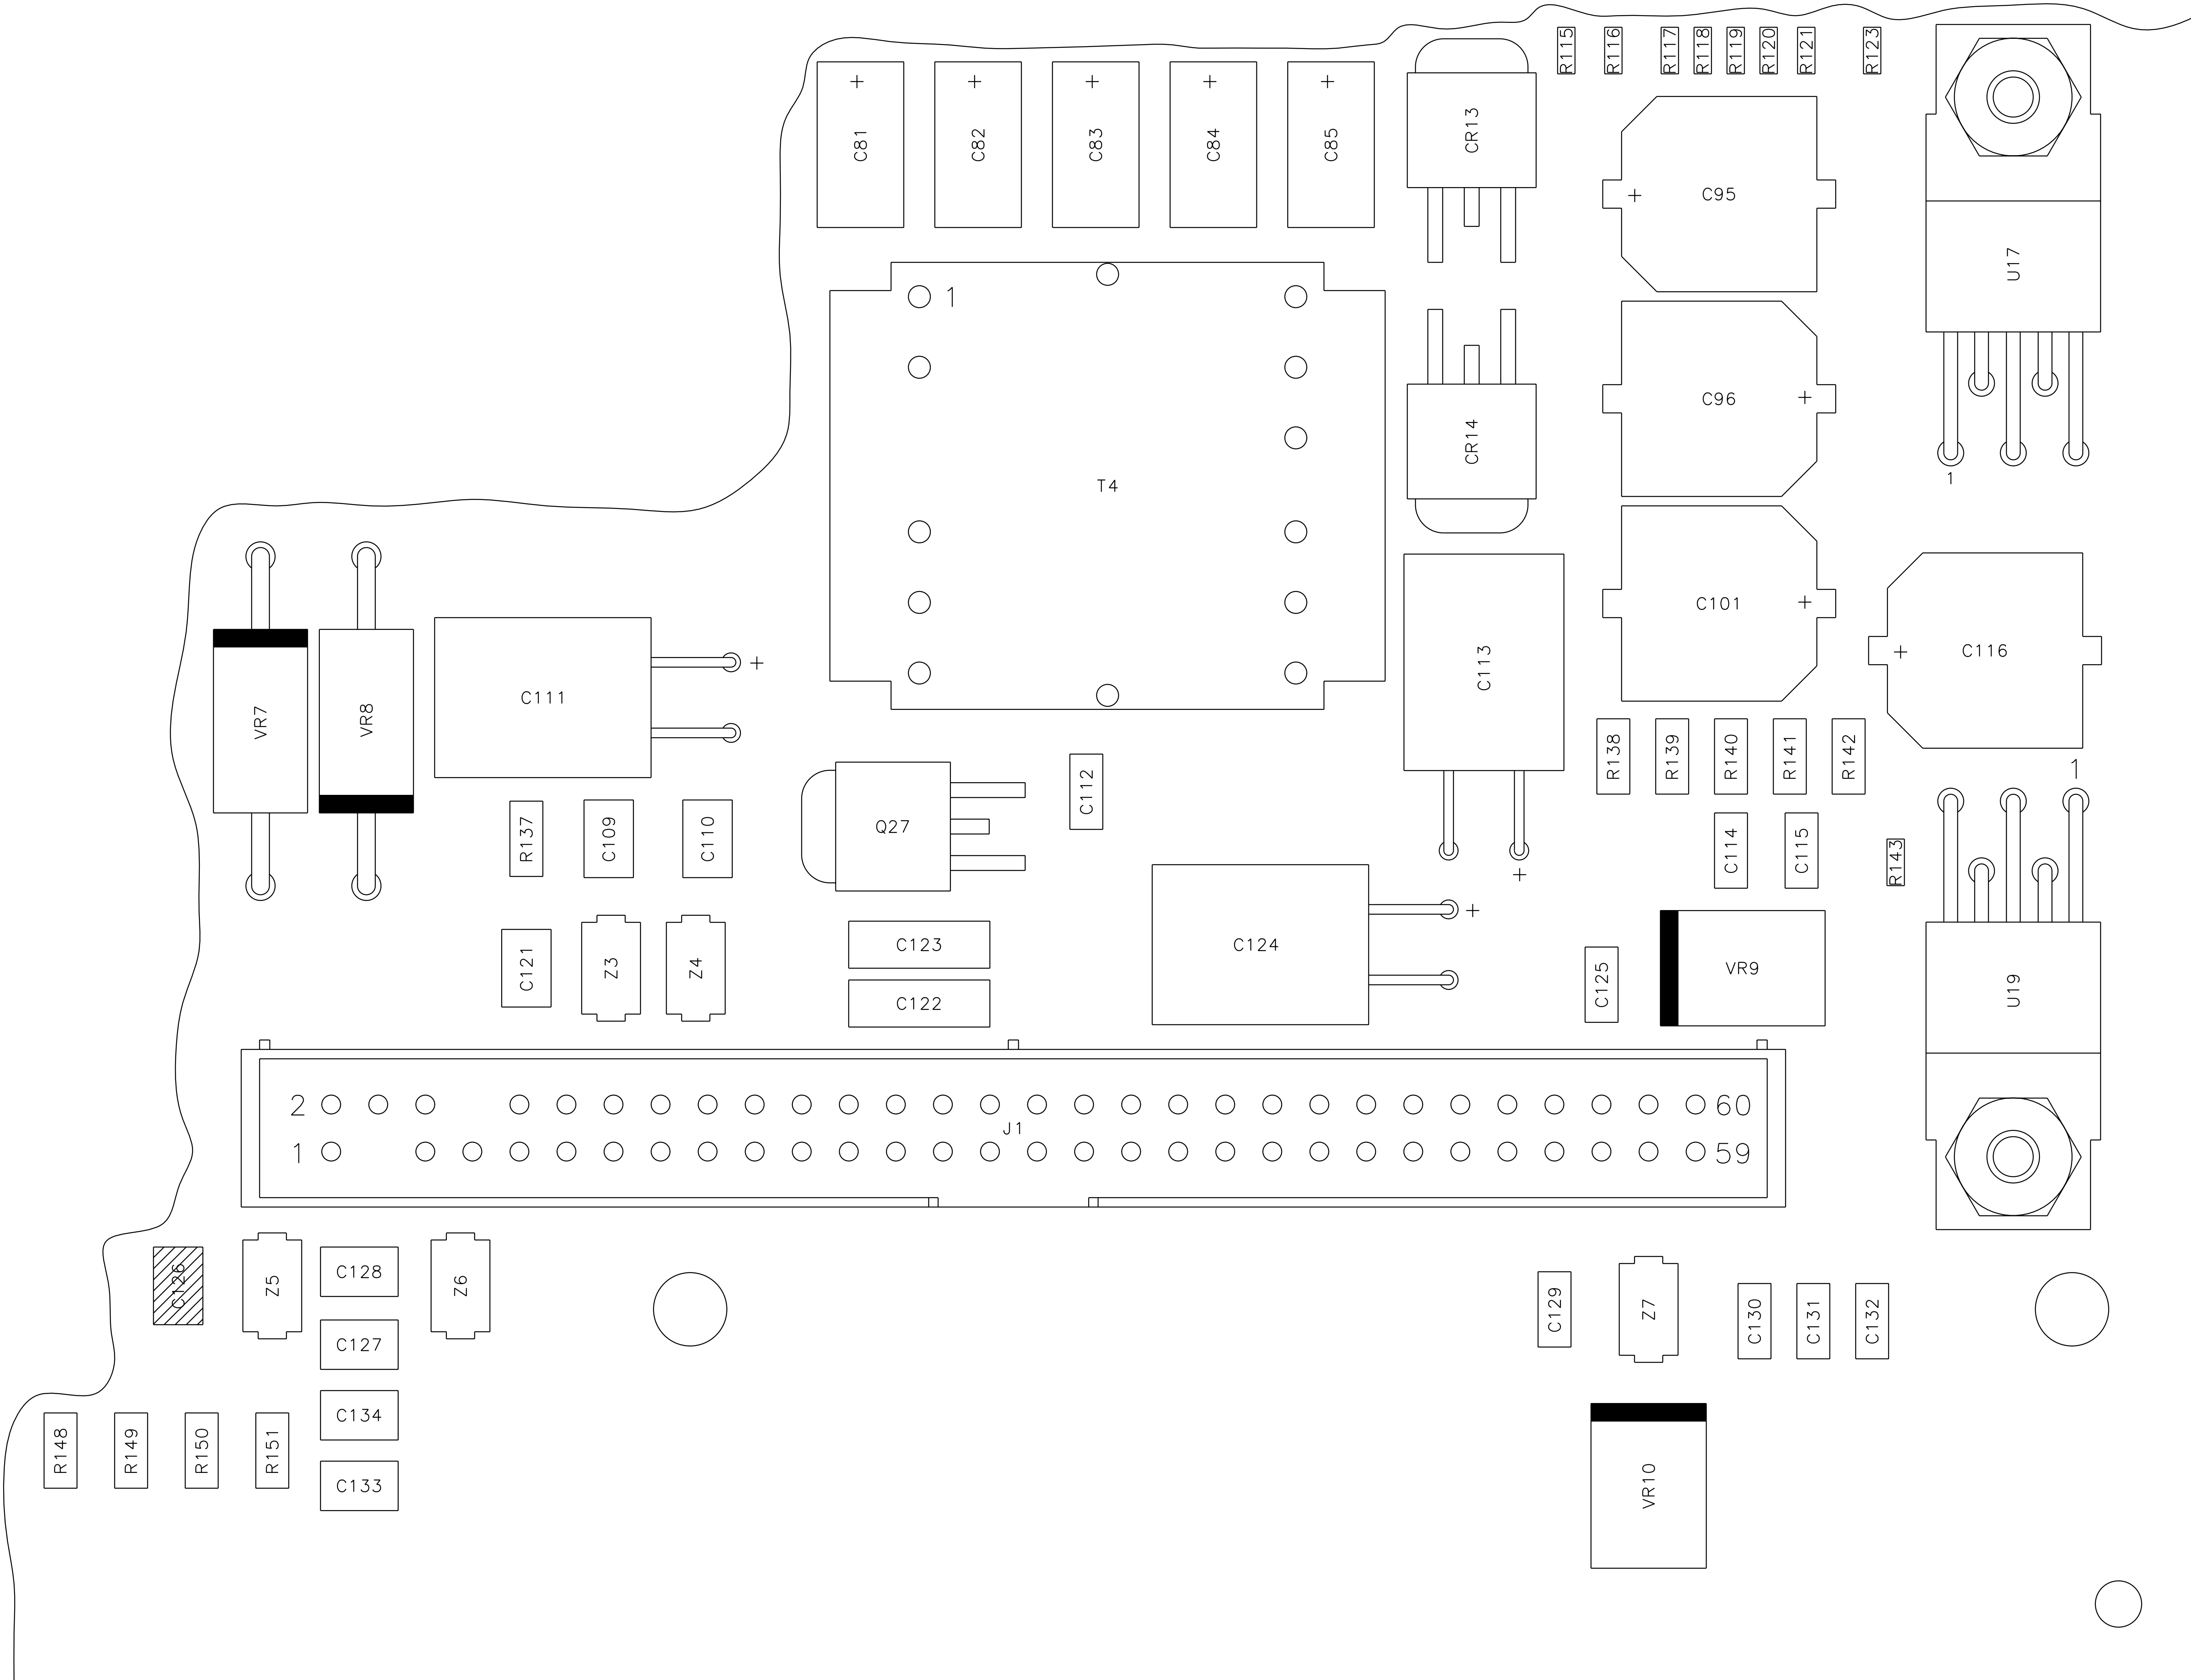 R115 R116 R117 R118 R119 R120 R121 R123
+ + + + +
C81 C82 C83 C84 C85 CR13
+ C95
U17
1
C96 +
CR14
T4
1
C101 +
+ C116
C113
+
VR7 VR8 C111
+
R138 R139 R140 R141 R142
1
C112
R137 C109 C110 Q27
C114 C115 R143
+
C123 C124 +
C121 Z3 Z4 C125 VR9 U19
C122
2 60
J1
1 59
C126 Z5 C128 Z6
C129 Z7 C130 C131 C132
C127
C134
R148 R149 R150 R151
C133 VR10